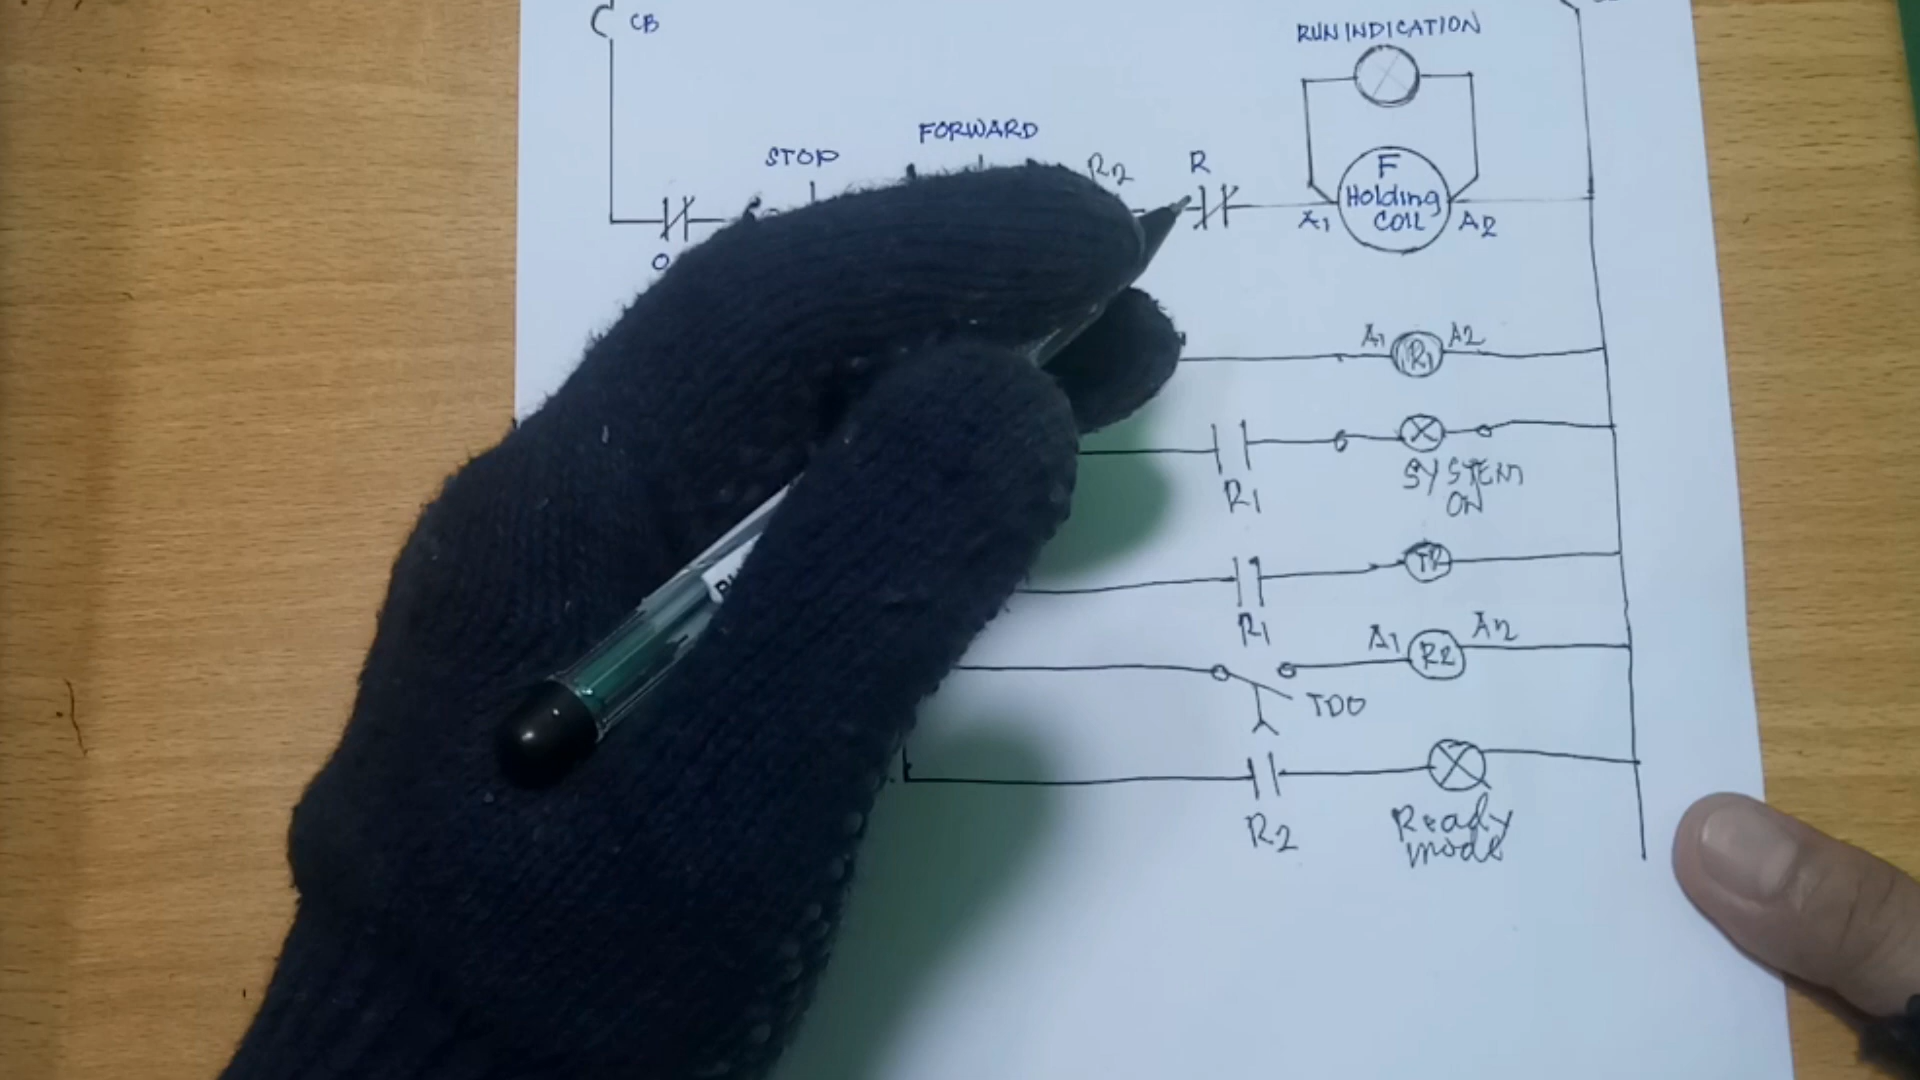 CB
RUN INDICATION
FORWARD
STOP
R2
R
F
Holding
COIL
A1
A2
O
A1
A2
R1
R1
SYSTEM
ON
TR
R1
A1
A2
R2
TDO
R2
Ready
mode